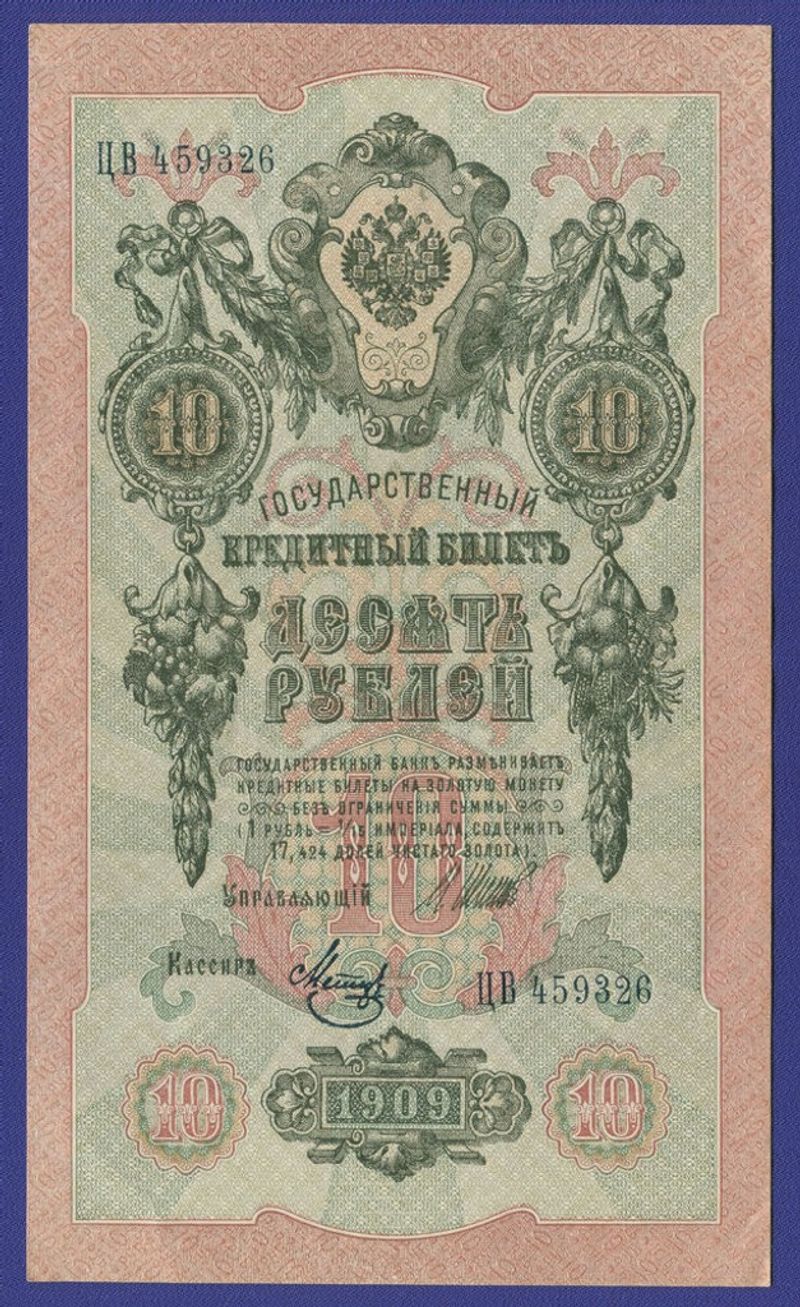 ЦВ 459326
10 10
ГОСУДАРСТВЕННЫЙ
КРЕДИТНЫЙ БИЛЕТЪ
ДЕСЯТЬ
РУБЛЕЙ
ГОСУДАРСТВЕННЫЙ БАНКЪ РАЗМѢНИВАЕТЪ
КРЕДИТНЫЕ БИЛЕТЫ НА ЗОЛОТУЮ МОНЕТУ
БЕЗЪ ОГРАНИЧЕНІЯ СУММЫ
(1 РУБЛЬ = 1/15 ИМПЕРІАЛА, СОДЕРЖИТЪ
17,424 ДОЛЕЙ ЧИСТАГО ЗОЛОТА).
10
Управляющій
Кассиръ
ЦВ 459326
10 1909 10